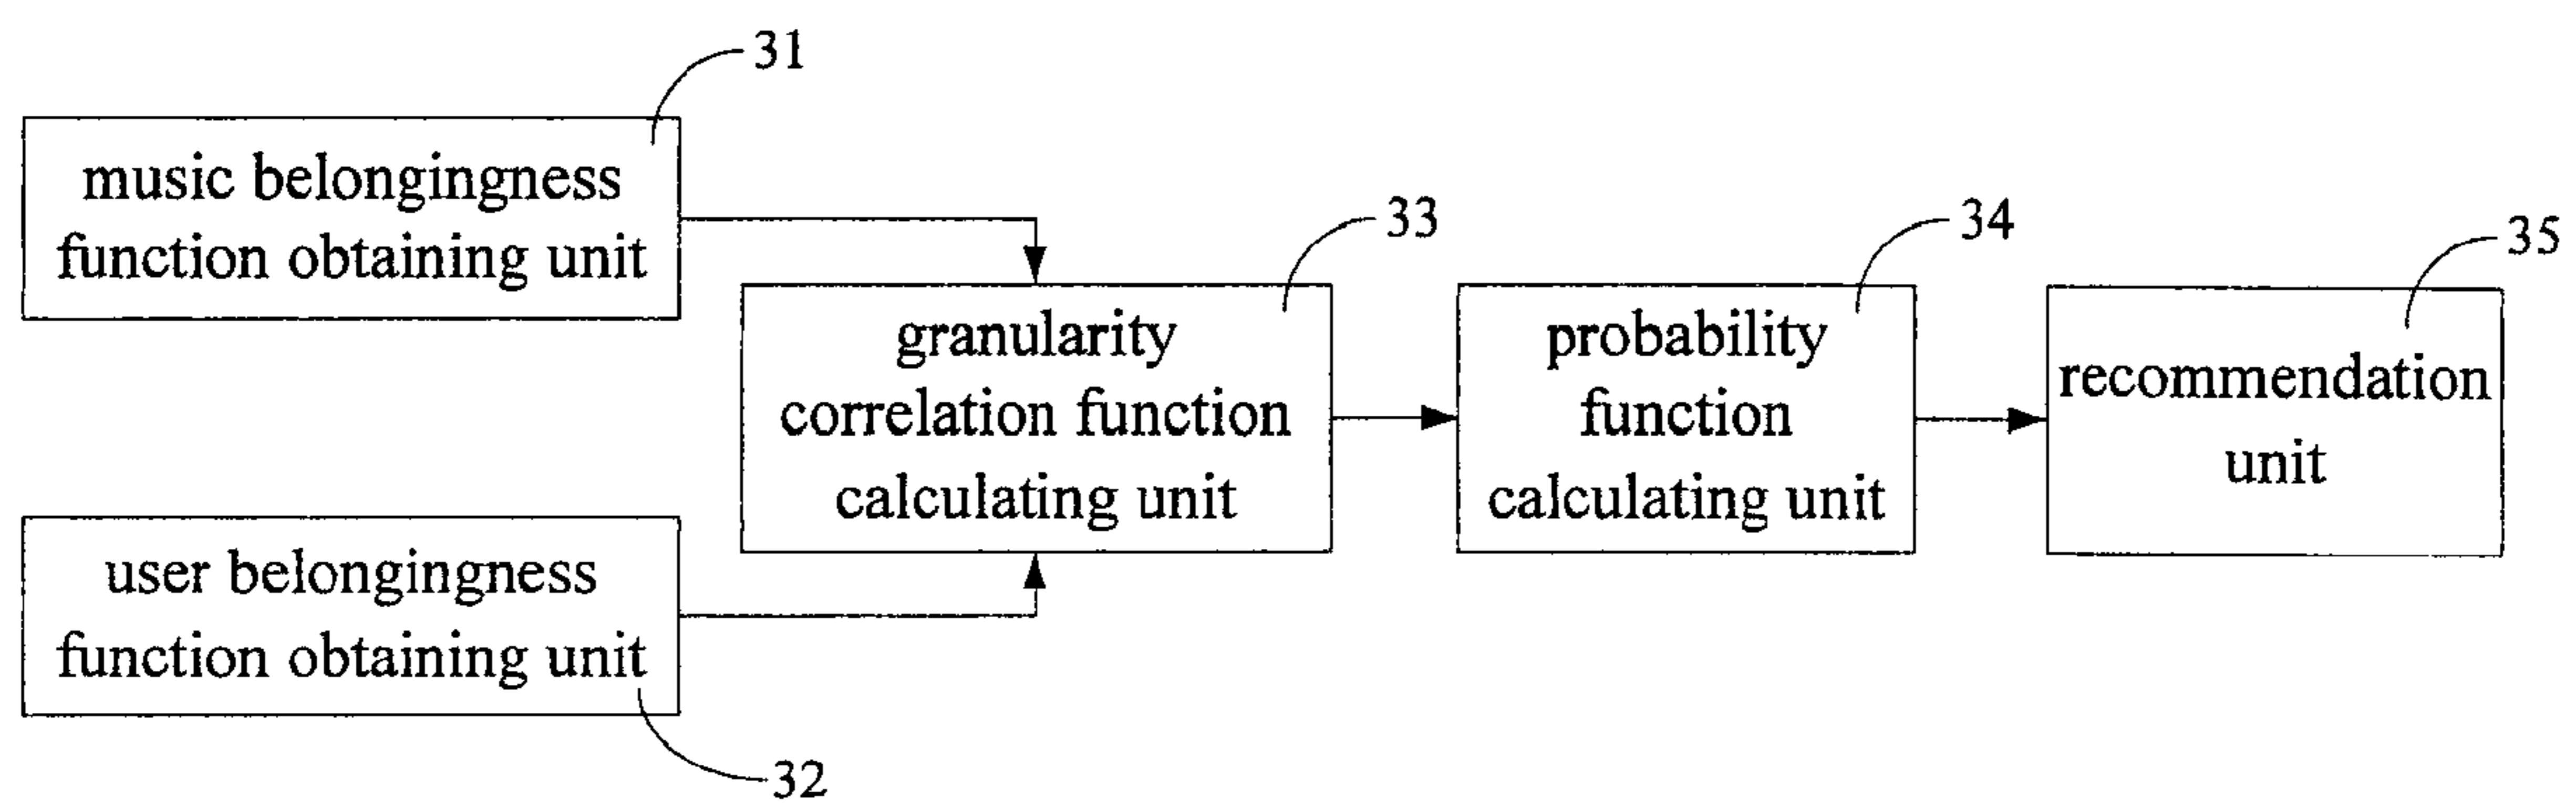 31
music belongingness
function obtaining unit
33
granularity
correlation function
calculating unit
34
probability
function
calculating unit
35
recommendation
unit
user belongingness
function obtaining unit
32